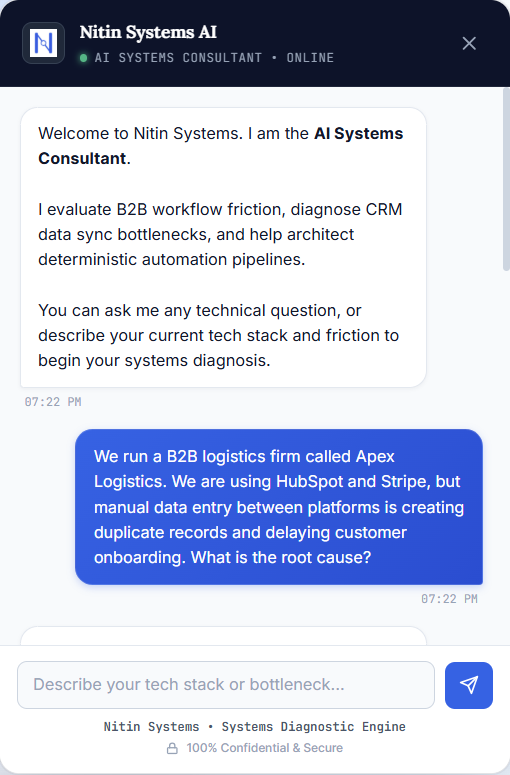 Nitin Systems AI
AI SYSTEMS CONSULTANT • ONLINE
Welcome to Nitin Systems. I am the AI Systems
Consultant.
I evaluate B2B workflow friction, diagnose CRM
data sync bottlenecks, and help architect
deterministic automation pipelines.
You can ask me any technical question, or
describe your current tech stack and friction to
begin your systems diagnosis.
07:22 PM
We run a B2B logistics firm called Apex
Logistics. We are using HubSpot and Stripe, but
manual data entry between platforms is creating
duplicate records and delaying customer
onboarding. What is the root cause?
07:22 PM
Describe your tech stack or bottleneck...
Nitin Systems • Systems Diagnostic Engine
100% Confidential & Secure